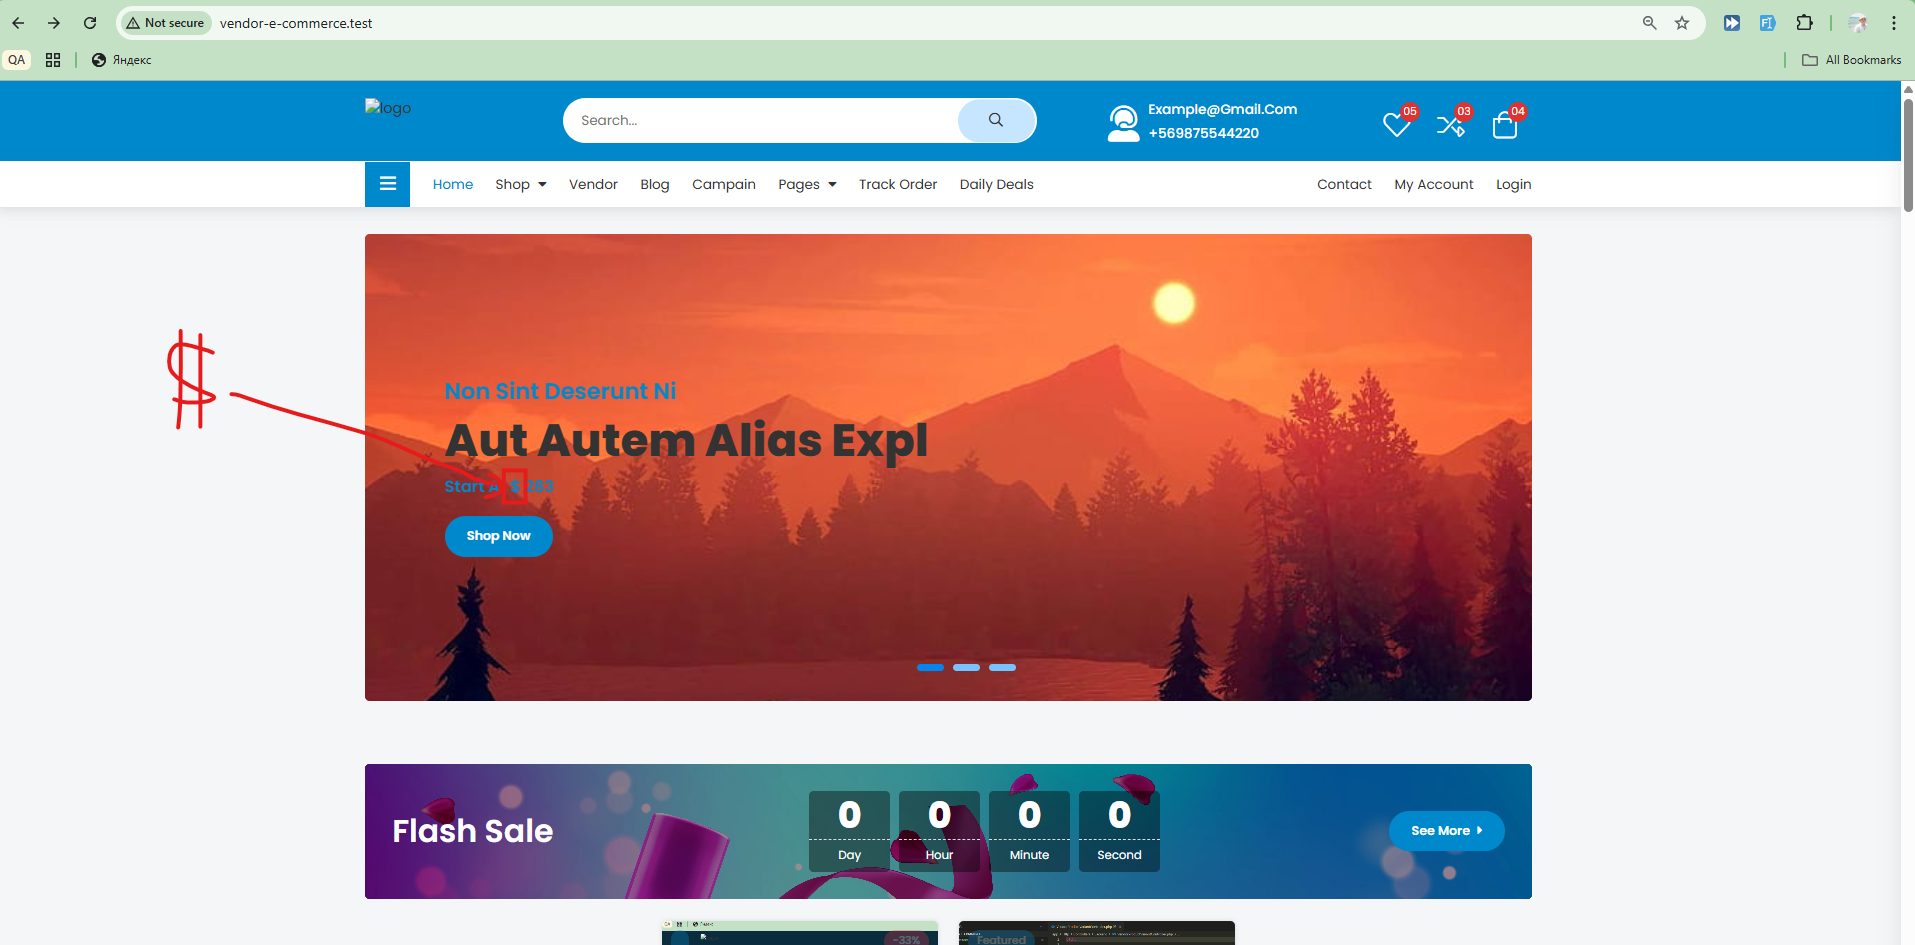 Not secure
vendor-e-commerce.test
QA
Яндекс
All Bookmarks
logo
Search...
Example@Gmail.Com
+569875544220
05
03
04
Home
Shop
Vendor
Blog
Campain
Pages
Track Order
Daily Deals
Contact
My Account
Login
$
Non Sint Deserunt Ni
Aut Autem Alias Expl
Start $ 283
Shop Now
Flash Sale
0
Day
0
Hour
0
Minute
0
Second
See More
-33%
Featured